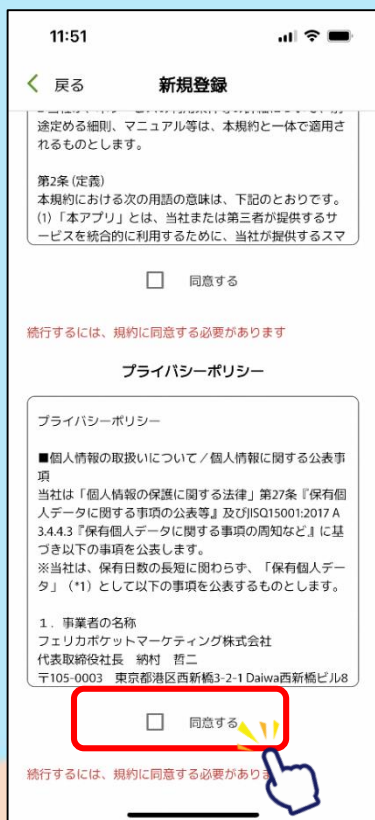 11:51
戻る
新規登録
途定める細則、マニュアル等は、本規約と一体で適用さ
れるものとします。
第2条 (定義)
本規約における次の用語の意味は、下記のとおりです。
(1)「本アプリ」とは、当社または第三者が提供するサ
ービスを統合的に利用するために、当社が提供するスマ
同意する
続行するには、規約に同意する必要があります
プライバシーポリシー
プライバシーポリシー
■個人情報の取扱いについて／個人情報に関する公表事
項
当社は「個人情報の保護に関する法律」第27条『保有個
人データに関する事項の公表等』及びJISQ15001:2017 A
3.4.4.3『保有個人データに関する事項の周知など』に基
づき以下の事項を公表します。
※当社は、保有日数の長短に関わらず、「保有個人デー
タ」（*1）として以下の事項を公表するものとします。
１．事業者の名称
フェリカポケットマーケティング株式会社
代表取締役社長　納村　哲二
〒105-0003　東京都港区西新橋3-2-1 Daiwa西新橋ビル8
同意する
続行するには、規約に同意する必要があり